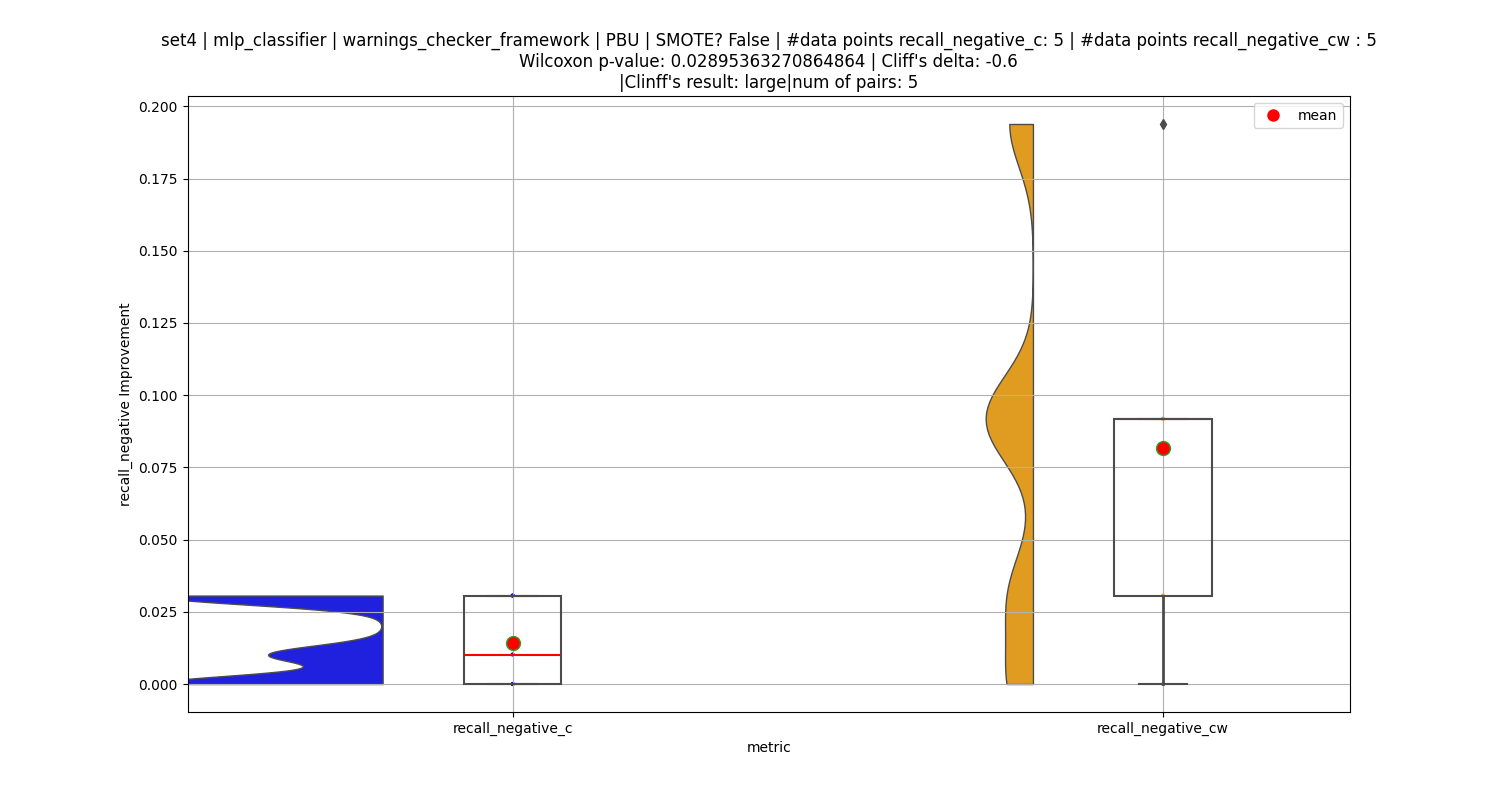 set4 | mlp_classifier | warnings_checker_framework | PBU | SMOTE? False | #data points recall_negative_c: 5 | #data points recall_negative_cw : 5
Wilcoxon p-value: 0.02895363270864864 | Cliff's delta: -0.6
|Clinff's result: large|num of pairs: 5
mean
0.200
0.175
0.150
0.125
0.100
0.075
0.050
0.025
0.000
recall_negative Improvement
recall_negative_c
recall_negative_cw
metric